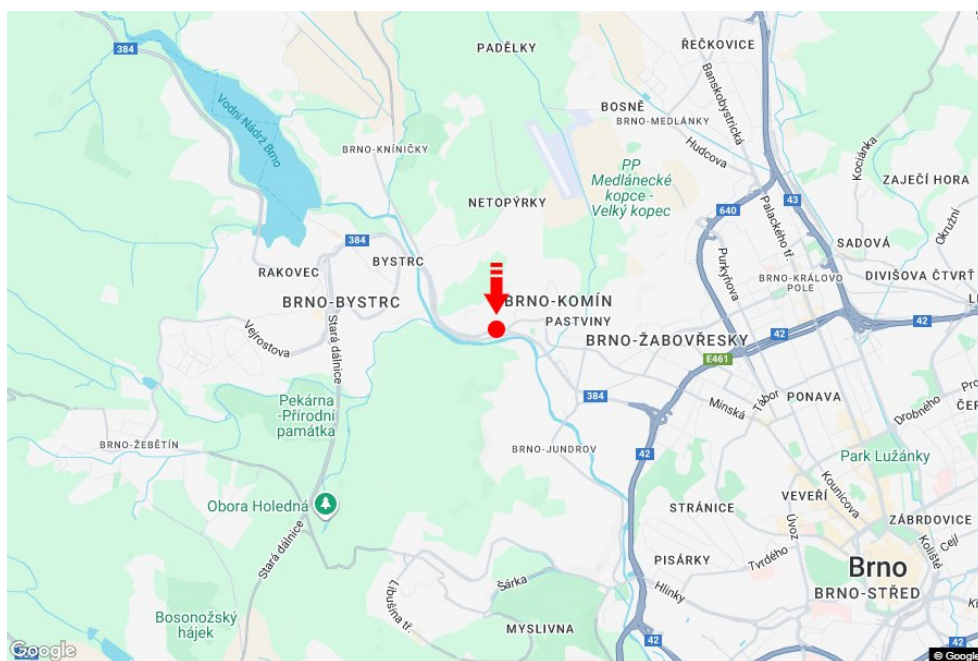 384
PADĚLKY
ŘEČKOVICE
Banskobystrická
Vodní Nádrž Brno
BOSNĚ
BRNO-MEDLÁNKY
Hudcova
Kociánka
BRNO-KNÍNIČKY
PP
Medlánecké
kopce -
Velký kopec
ZAJEČÍ HORA
NETOPÝRKY
43
640
Palackého tř.
Okružní
384
SADOVÁ
BYSTRC
RAKOVEC
Purkyňova
BRNO-KRÁLOVO
POLE
DIVIŠOVA ČTVRŤ
BRNO-BYSTRC
BRNO-KOMÍN
PASTVINY
42
Vejrostova
Stará dálnice
BRNO-ŽABOVŘESKY
42
E461
384
Minská
Tábor
PONAVA
Drobného
Pekárna
-Přírodní
památka
BRNO-ŽEBĚTÍN
BRNO-JUNDROV
42
Park Lužánky
Kounicova
Obora Holedná
STRÁNICE
VEVEŘÍ
Úvoz
ZÁBRDOVICE
Cejl
Koliště
Stará dálnice
PISÁRKY
Tvrdého
Brno
BRNO-STŘED
Hlinky
Šárka
Libušina tř.
Bosonožský
hájek
MYSLIVNA
42
42
Google
© Google